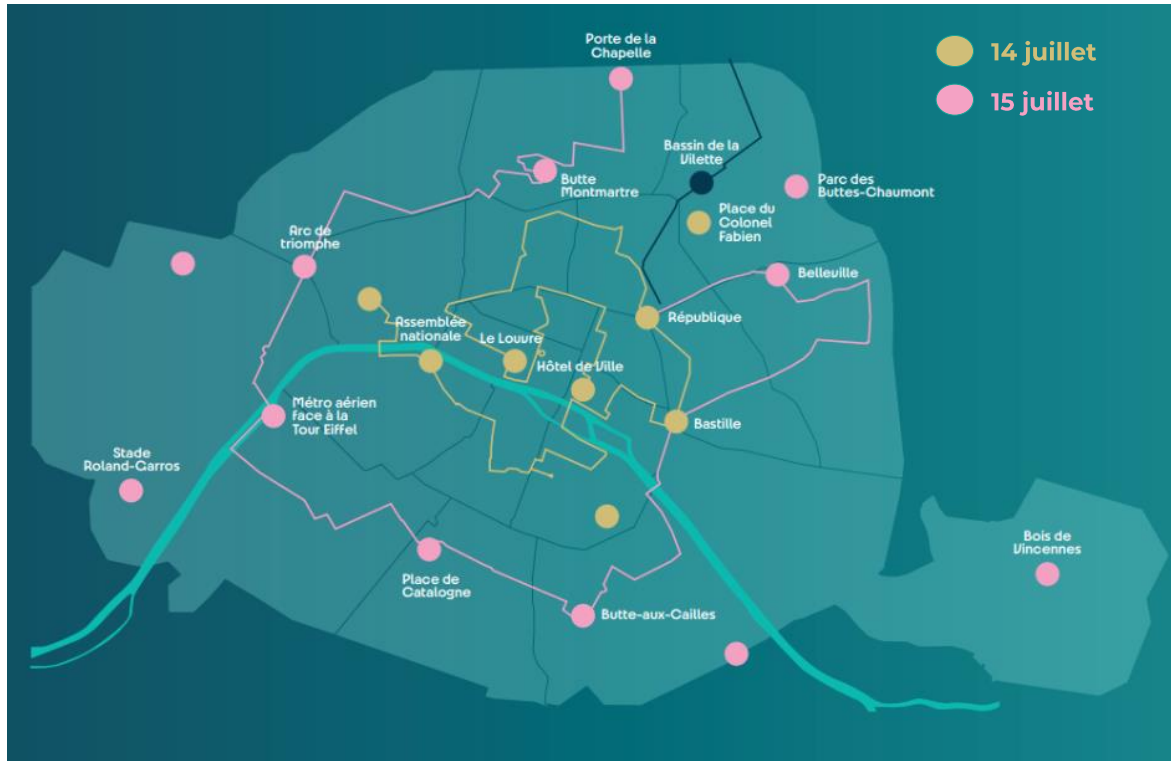 Porte de la
Chapelle
14 juillet
15 juillet
Bassin de la
Vilette
Butte
Montmartre
Parc des
Buttes-Chaumont
Place du
Colonel
Fabien
Arc de
triomphe
Belleville
République
Assemblée
nationale
Le Louvre
Hôtel de Ville
Métro aérien
face à la
Tour Eiffel
Bastille
Stade
Roland-Garros
Bois de
Vincennes
Place de
Catalogne
Butte-aux-Cailles